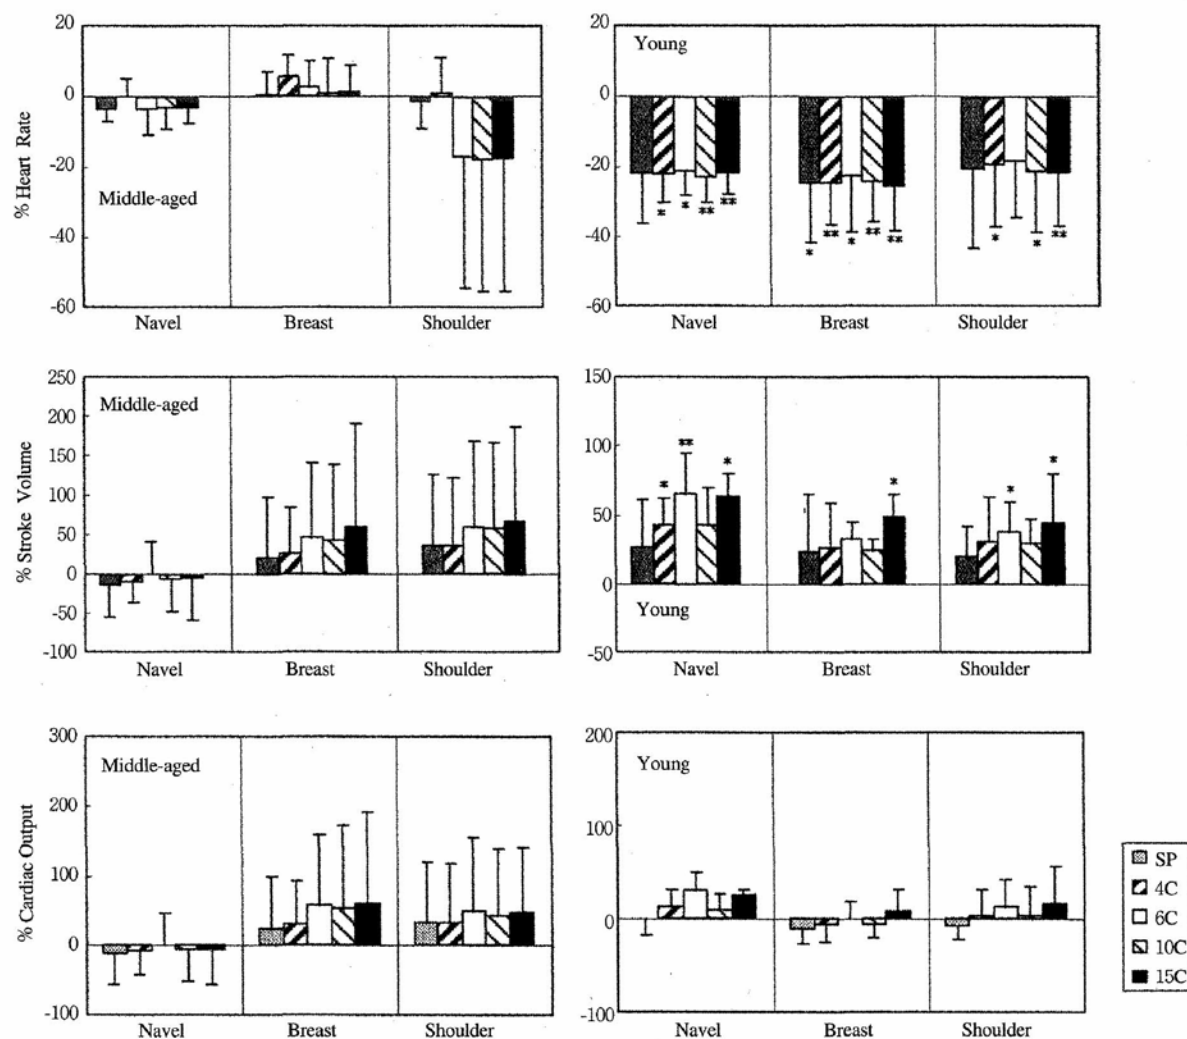 20
0
-20
-40
-60
% Heart Rate
Middle-aged
Navel Breast Shoulder
20
0
-20
-40
-60
Young
* * ** **
* ** * ** **
* * **
Navel Breast Shoulder
250
200
150
100
50
0
-50
-100
% Stroke Volume
Middle-aged
Navel Breast Shoulder
150
100
50
0
-50
* ** *
*
* *
Young
Navel Breast Shoulder
300
200
100
0
-100
% Cardiac Output
Middle-aged
Navel Breast Shoulder
200
100
0
-100
Young
Navel Breast Shoulder
SP
4C
6C
10C
15C